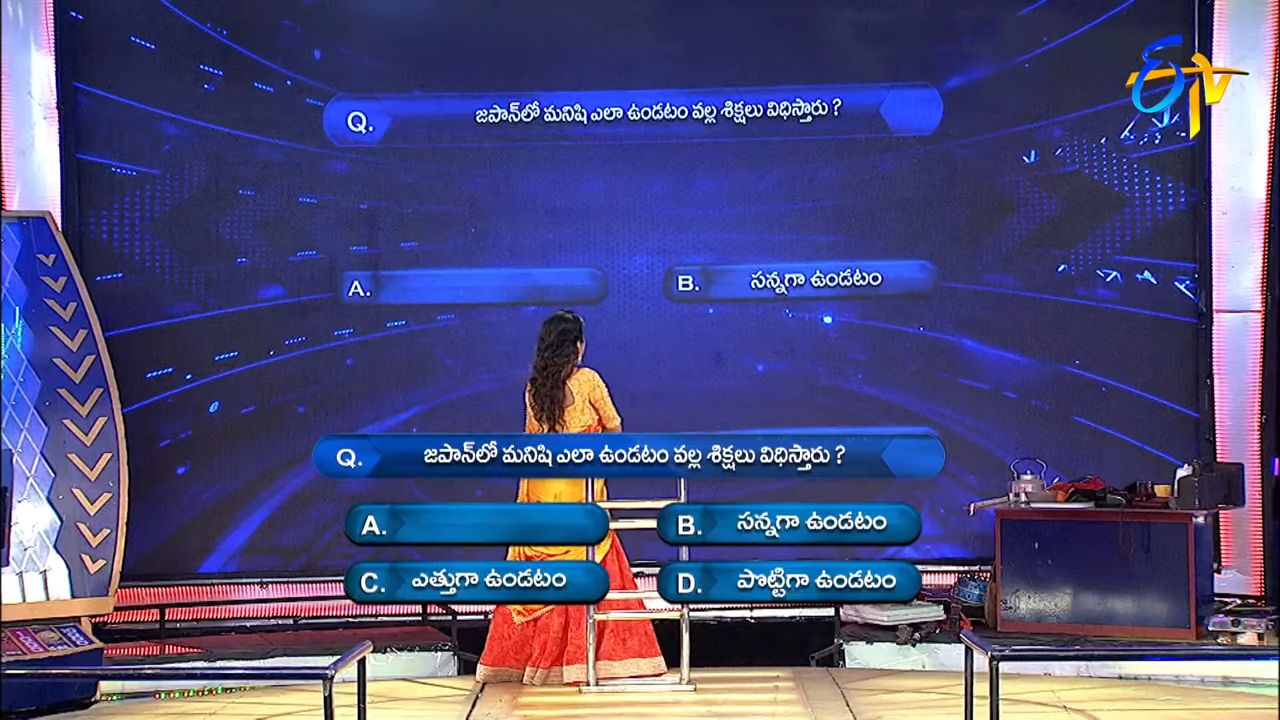 ఈTV
Q. జపాన్‌లో మనిషి ఎలా ఉండటం వల్ల శిక్షలు విధిస్తారు ?
A.
B. సన్నగా ఉండటం
Q. జపాన్‌లో మనిషి ఎలా ఉండటం వల్ల శిక్షలు విధిస్తారు ?
A.
B. సన్నగా ఉండటం
C. ఎత్తుగా ఉండటం
D. పొట్టిగా ఉండటం